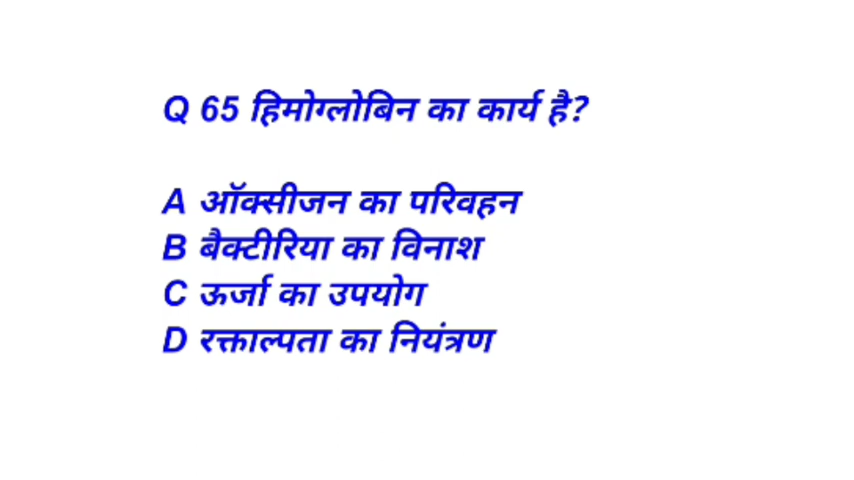 Q 65 हिमोग्लोबिन का कार्य है?
A ऑक्सीजन का परिवहन
B बैक्टीरिया का विनाश
C ऊर्जा का उपयोग
D रक्ताल्पता का नियंत्रण